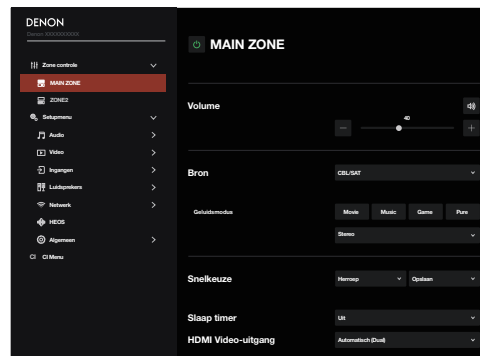 DENON
MAIN ZONE
Zone controle
MAIN ZONE
ZONE2
Setupmenu
Audio
Video
Ingangen
Luidsprekers
Netwerk
HEOS
Algemeen
CI CI Menu
Volume
40
Bron CBL/SAT
Geluidsmodus Movie Music Game Pure
Stereo
Snelkeuze Herroep Opslaan
Slaap timer Uit
HDMI Video-uitgang Automatisch (Dual)